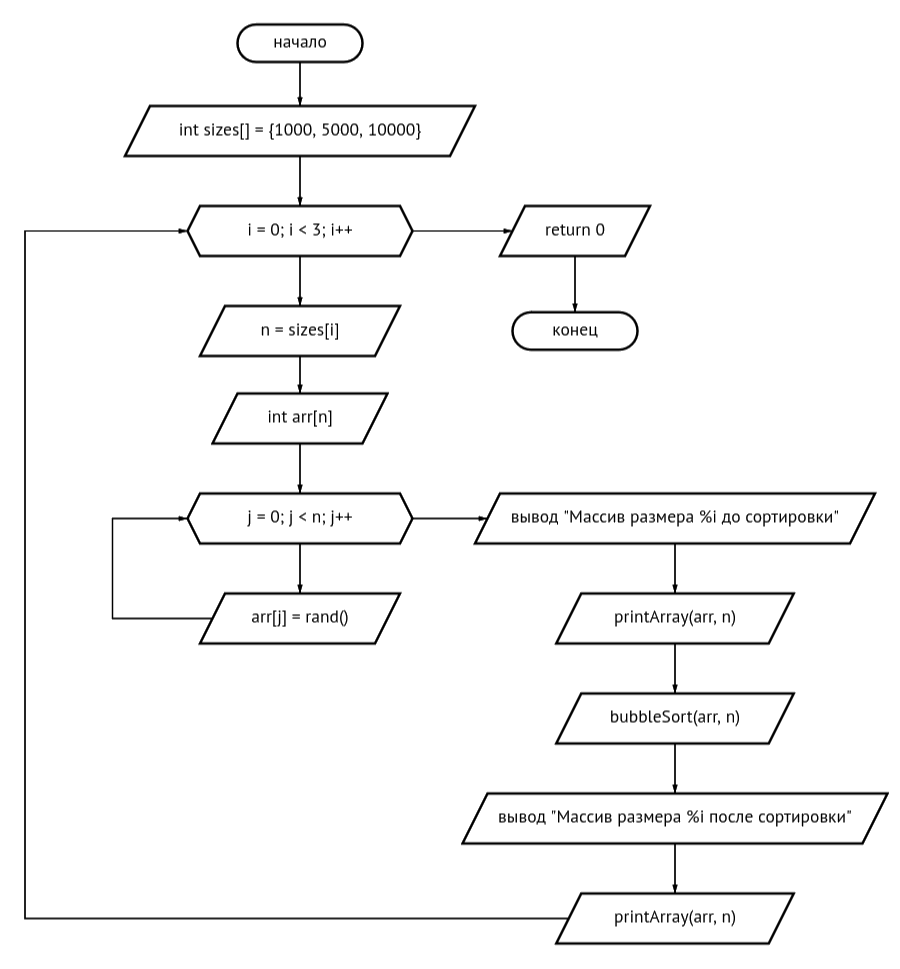 начало
int sizes[] = {1000, 5000, 10000}
i = 0; i < 3; i++
return 0
n = sizes[i]
конец
int arr[n]
j = 0; j < n; j++
вывод "Массив размера %i до сортировки"
arr[j] = rand()
printArray(arr, n)
bubbleSort(arr, n)
вывод "Массив размера %i после сортировки"
printArray(arr, n)